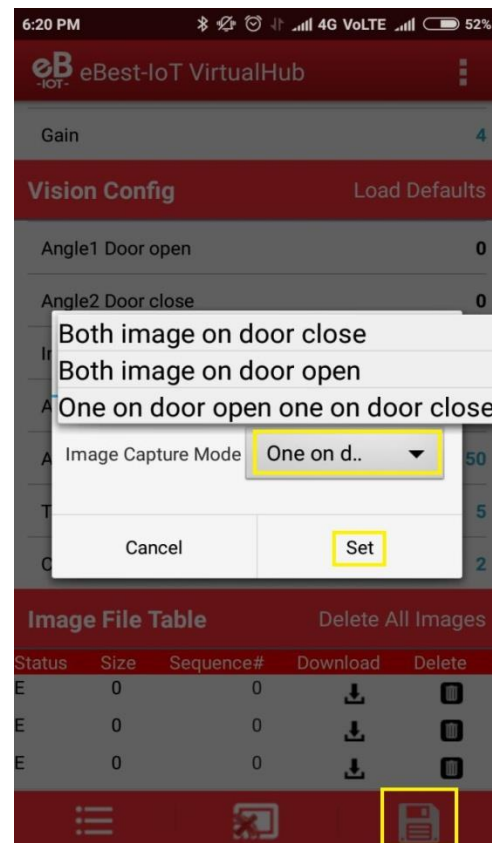 6:20 PM 4G VoLTE 52%
eB -IOT- eBest-IoT VirtualHub
Gain 4
Vision Config Load Defaults
Angle1 Door open 0
Angle2 Door close 0
Both image on door close
Both image on door open
One on door open one on door close
Image Capture Mode One on d.. 50
5
Cancel Set
2
Image File Table Delete All Images
Status Size Sequence# Download Delete
E 0 0
E 0 0
E 0 0